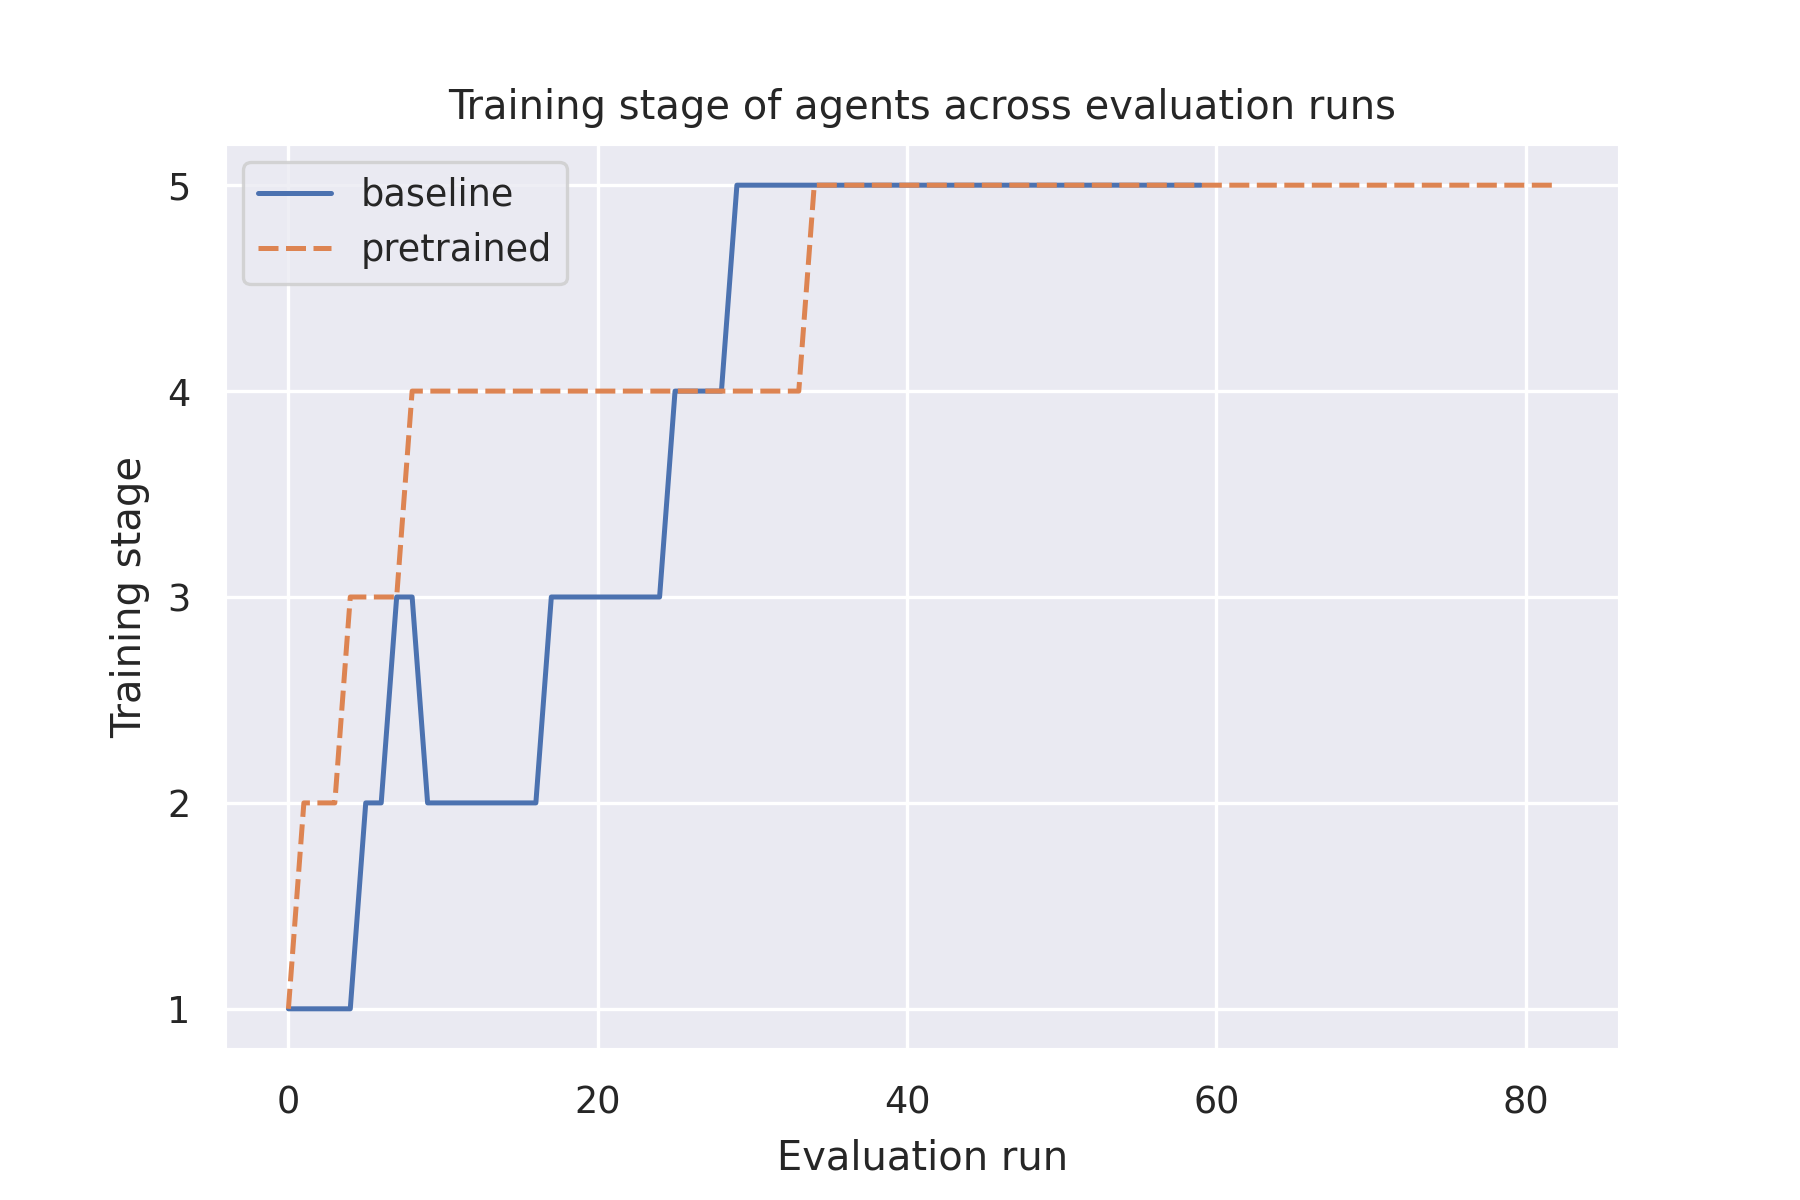 Training stage of agents across evaluation runs
baseline
pretrained
5
4
3
2
1
Training stage
0 20 40 60 80
Evaluation run